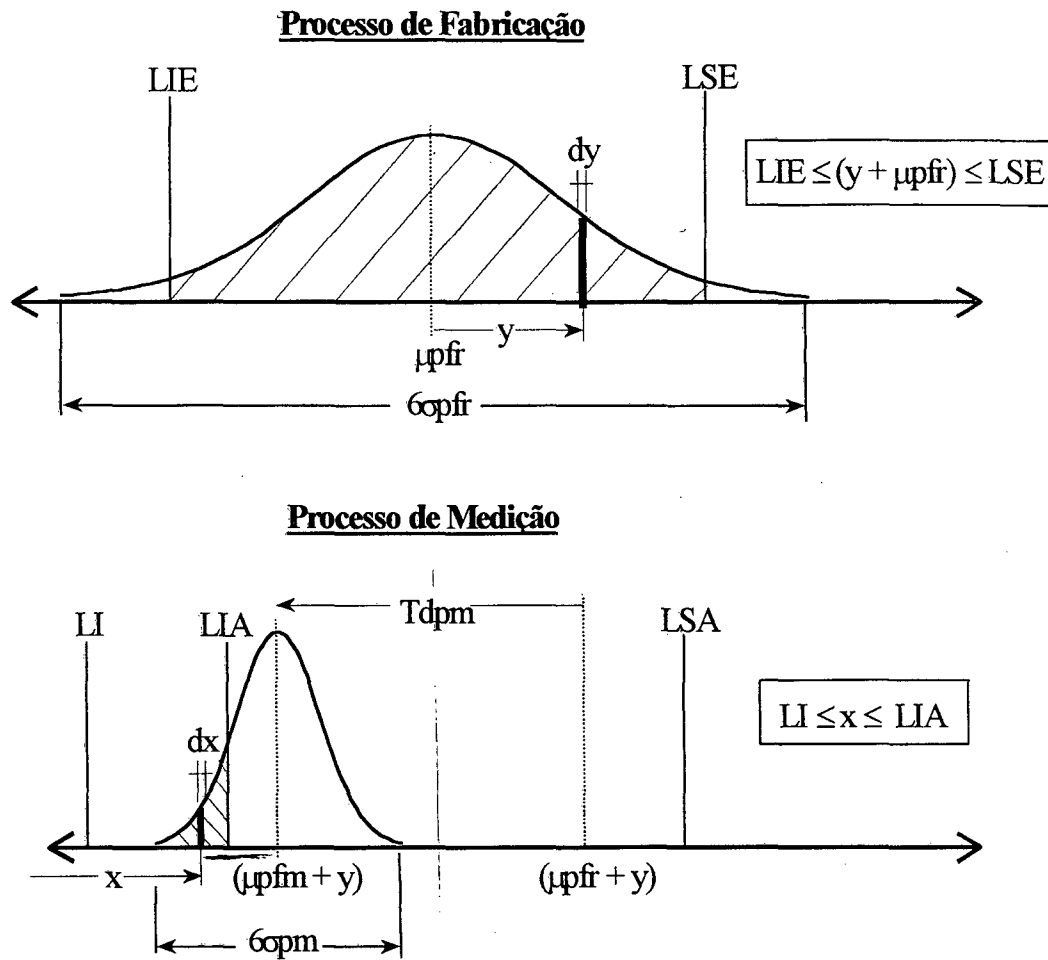 Processo de Fabricação
LIE
LSE
dy
LIE ≤ (y + μpfr) ≤ LSE
y
μpfr
6σpfr
Processo de Medição
Tdpm
LI
LIA
LSA
dx
LI ≤ x ≤ LIA
x
(μpfm + y)
(μpfr + y)
6σpm